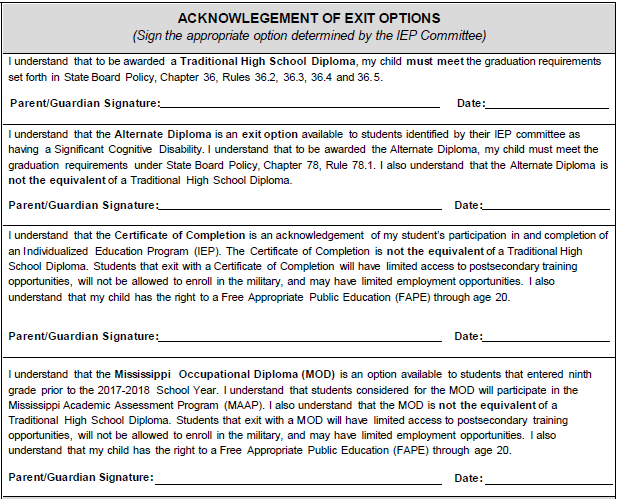 ACKNOWLEGEMENT OF EXIT OPTIONS
(Sign the appropriate option determined by the IEP Committee)
I understand that to be awarded a Traditional High School Diploma, my child must meet the graduation requirements
set forth in State Board Policy, Chapter 36, Rules 36.2, 36.3, 36.4 and 36.5.
Parent/Guardian Signature: Date:
I understand that the Alternate Diploma is an exit option available to students identified by their IEP committee as
having a Significant Cognitive Disability. I understand that to be awarded the Alternate Diploma, my child must meet the
graduation requirements under State Board Policy, Chapter 78, Rule 78.1. I also understand that the Alternate Diploma is
not the equivalent of a Traditional High School Diploma.
Parent/Guardian Signature: Date:
I understand that the Certificate of Completion is an acknowledgement of my student's participation in and completion of
an Individualized Education Program (IEP). The Certificate of Completion is not the equivalent of a Traditional High
School Diploma. Students that exit with a Certificate of Completion will have limited access to postsecondary training
opportunities, will not be allowed to enroll in the military, and may have limited employment opportunities. I also
understand that my child has the right to a Free Appropriate Public Education (FAPE) through age 20.
Parent/Guardian Signature: Date:
I understand that the Mississippi Occupational Diploma (MOD) is an option available to students that entered ninth
grade prior to the 2017-2018 School Year. I understand that students considered for the MOD will participate in the
Mississippi Academic Assessment Program (MAAP). I also understand that the MOD is not the equivalent of a
Traditional High School Diploma. Students that exit with a MOD will have limited access to postsecondary training
opportunities, will not be allowed to enroll in the military, and may have limited employment opportunities. I also
understand that my child has the right to a Free Appropriate Public Education (FAPE) through age 20.
Parent/Guardian Signature: Date: